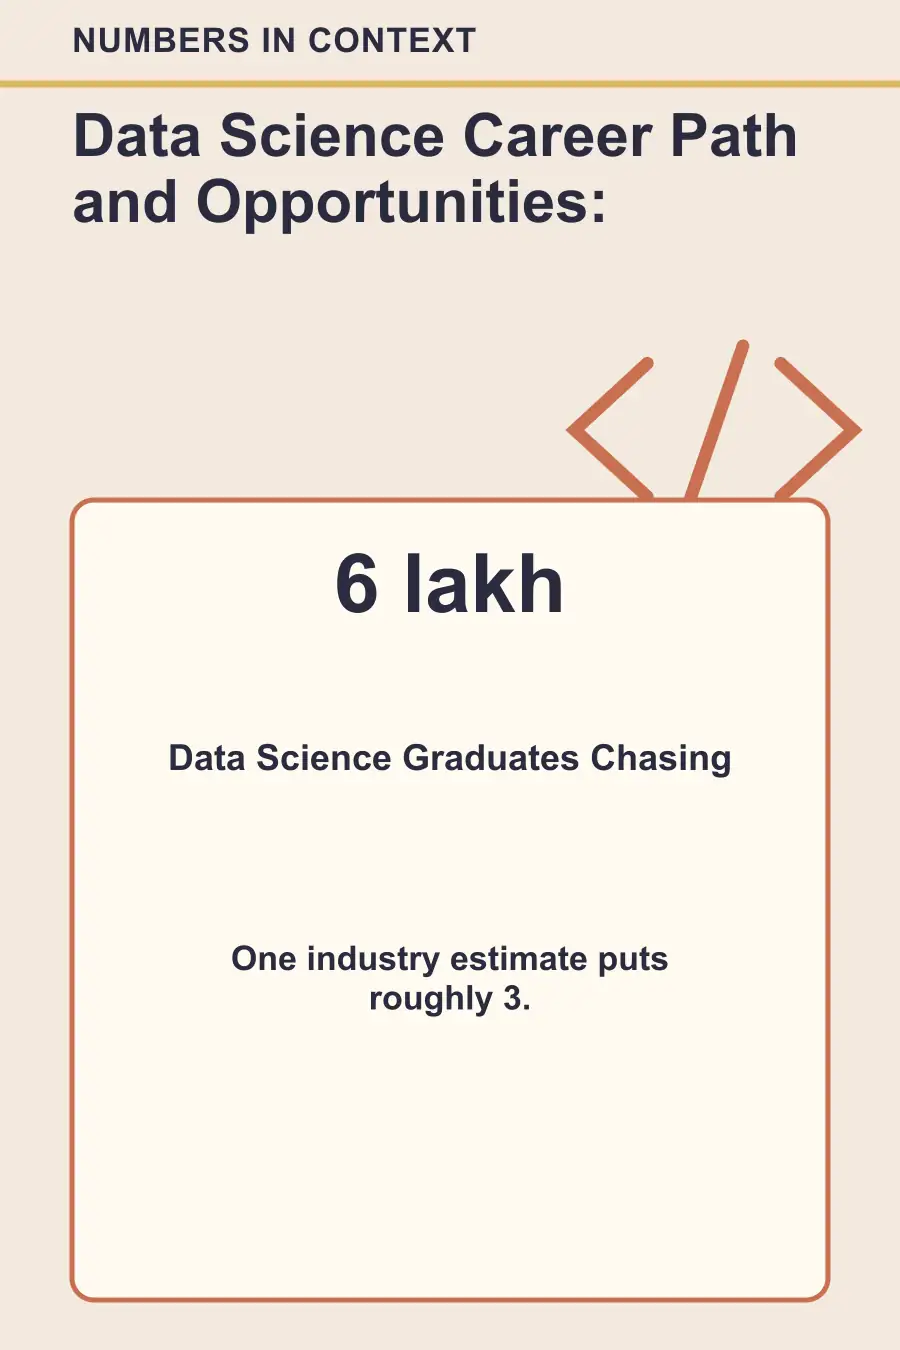 NUMBERS IN CONTEXT
Data Science Career Path
and Opportunities:
6 lakh
Data Science Graduates Chasing
One industry estimate puts
roughly 3.